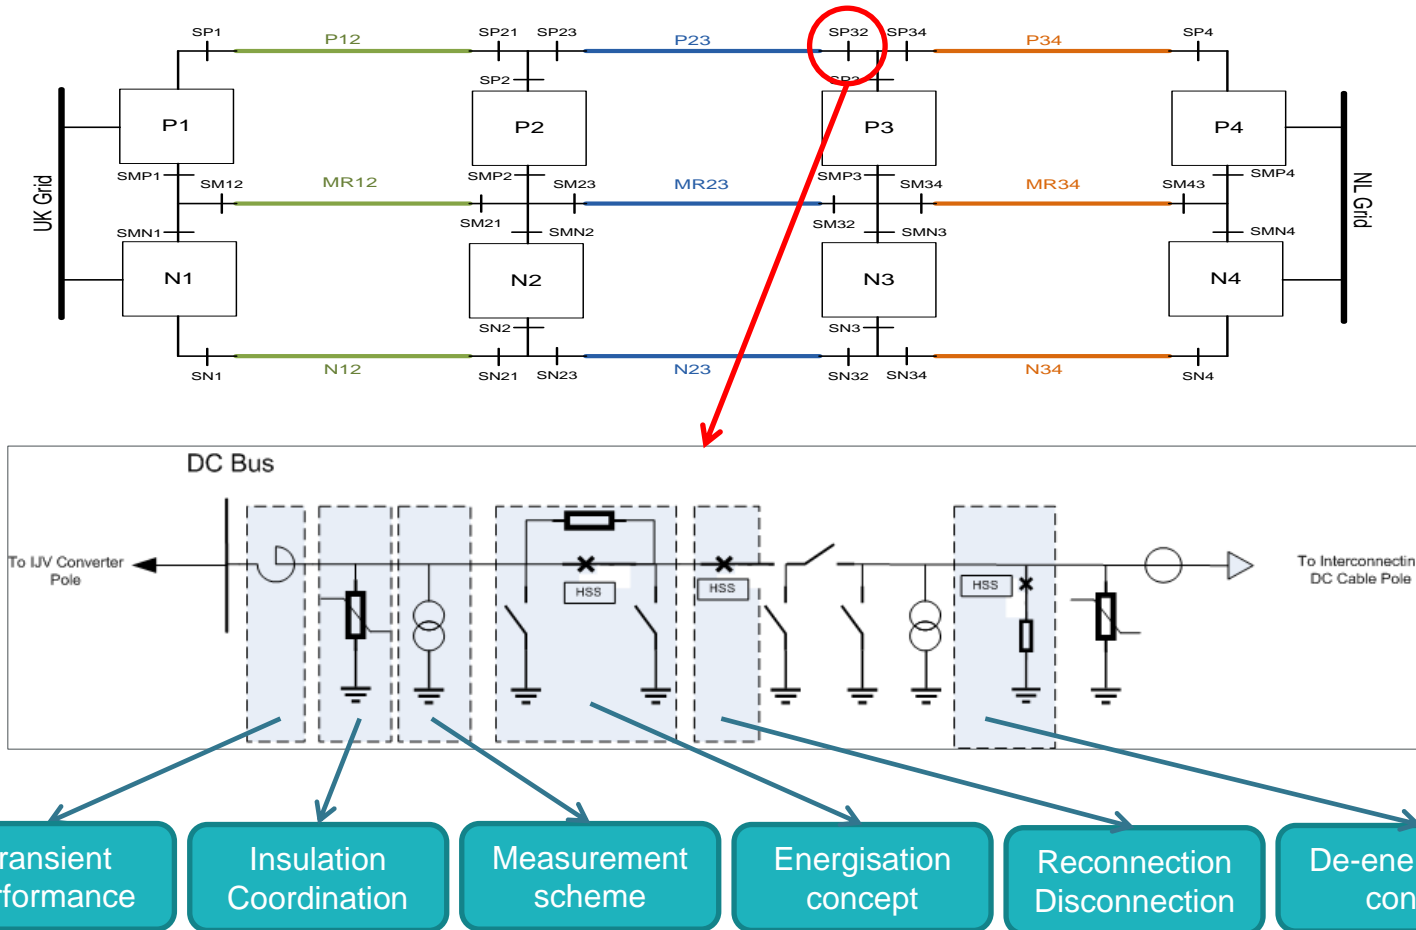 SP1
P12
SP21
SP23
P23
SP32
SP34
P34
SP4
SP2
SP3
P1
P2
P3
P4
UK Grid
NL Grid
SMP1
SM12
MR12
SMP2
SM23
MR23
SMP3
SM34
MR34
SM43
SMP4
SMN1
SM21
SMN2
SM32
SMN3
SMN4
N1
N2
N3
N4
SN2
SN3
SN1
N12
SN21
SN23
N23
SN32
SN34
N34
SN4
DC Bus
To IJV Converter
Pole
HSS
HSS
HSS
To Interconnectin
DC Cable Pole
ransient
formance
Insulation
Coordination
Measurement
scheme
Energisation
concept
Reconnection
Disconnection
De-ene
con